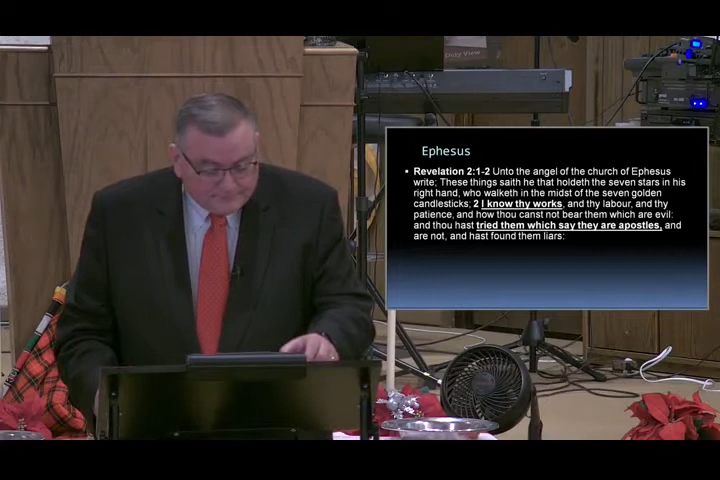 Ephesus
• Revelation 2:1-2 Unto the angel of the church of Ephesus
write; These things saith he that holdeth the seven stars in his
right hand, who walketh in the midst of the seven golden
candlesticks; 2 I know thy works, and thy labour, and thy
patience, and how thou canst not bear them which are evil:
and thou hast tried them which say they are apostles, and
are not, and hast found them liars: